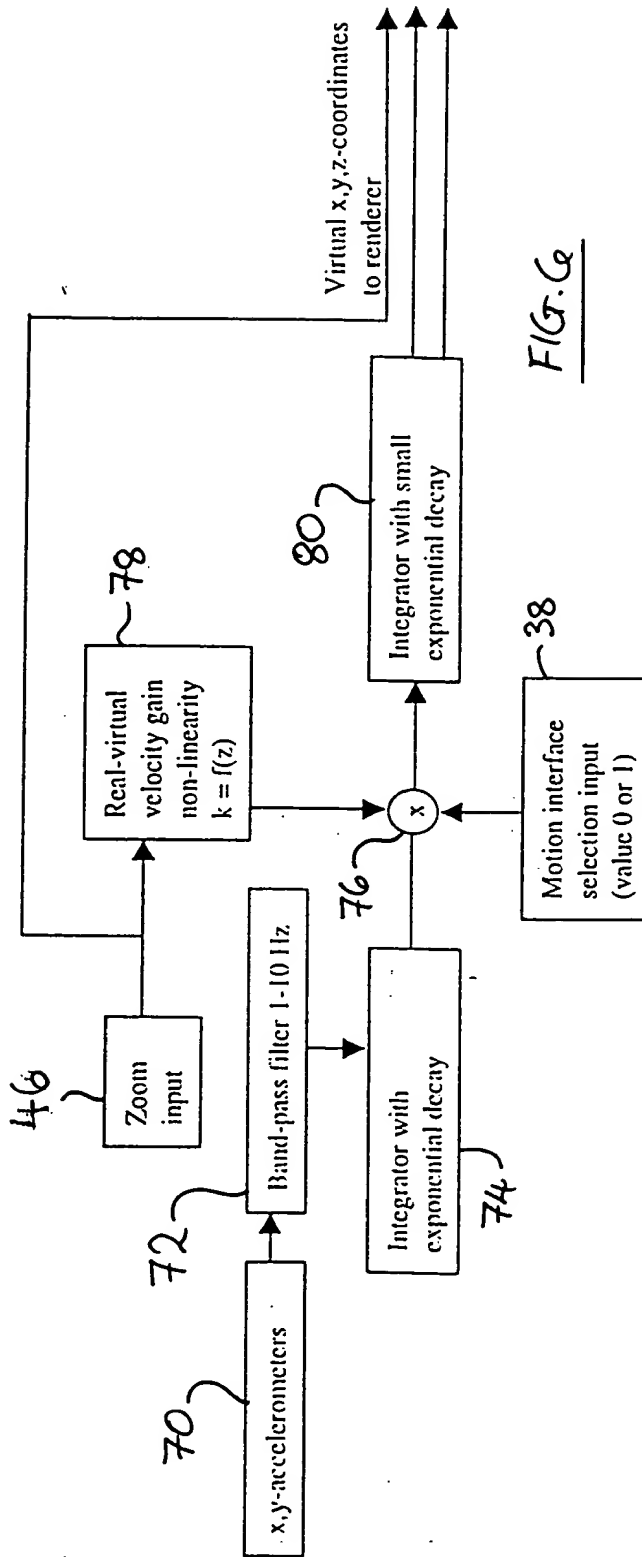 46
Zoom
input
78
Real-virtual
velocity gain
non-linearity
k = f(z)
Virtual x,y,z-coordinates
to renderer
70
x,y-accelerometers
72
Band-pass filter 1-10 Hz
74
Integrator with
exponential decay
76
x
80
Integrator with small
exponential decay
38
Motion interface
selection input
(value 0 or 1)
FIG. 6